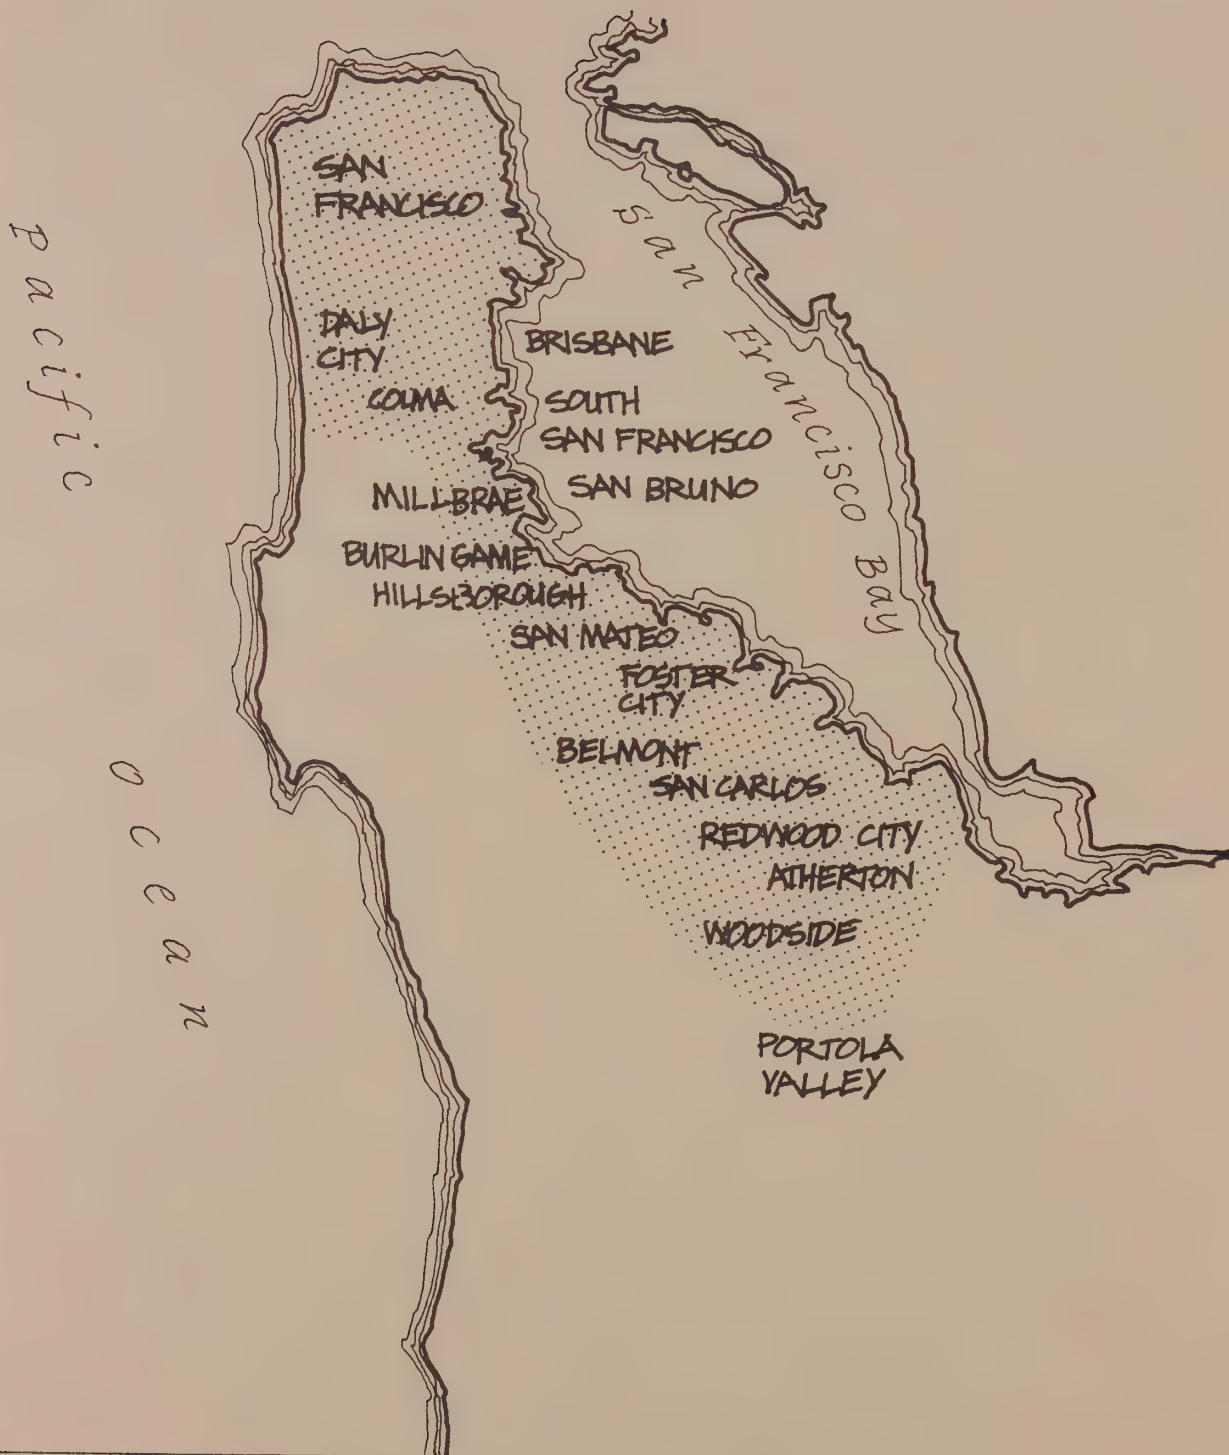 SAN
FRANCISCO
San
Francisco
Bay
Pacific
Ocean
DALY
CITY
BRISBANE
COLMA
SOUTH
SAN FRANCISCO
SAN BRUNO
MILLBRAE
BURLINGAME
HILLSBOROUGH
SAN MATEO
FOSTER
CITY
BELMONT
SAN CARLOS
REDWOOD CITY
ATHERTON
WOODSIDE
PORTOLA
VALLEY